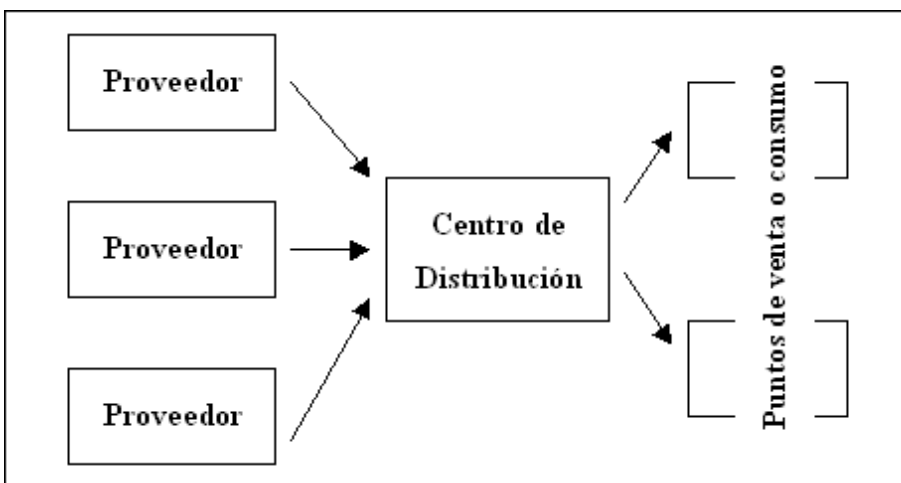 Proveedor
Proveedor
Proveedor
Centro de
Distribución
Puntos de venta o consumo